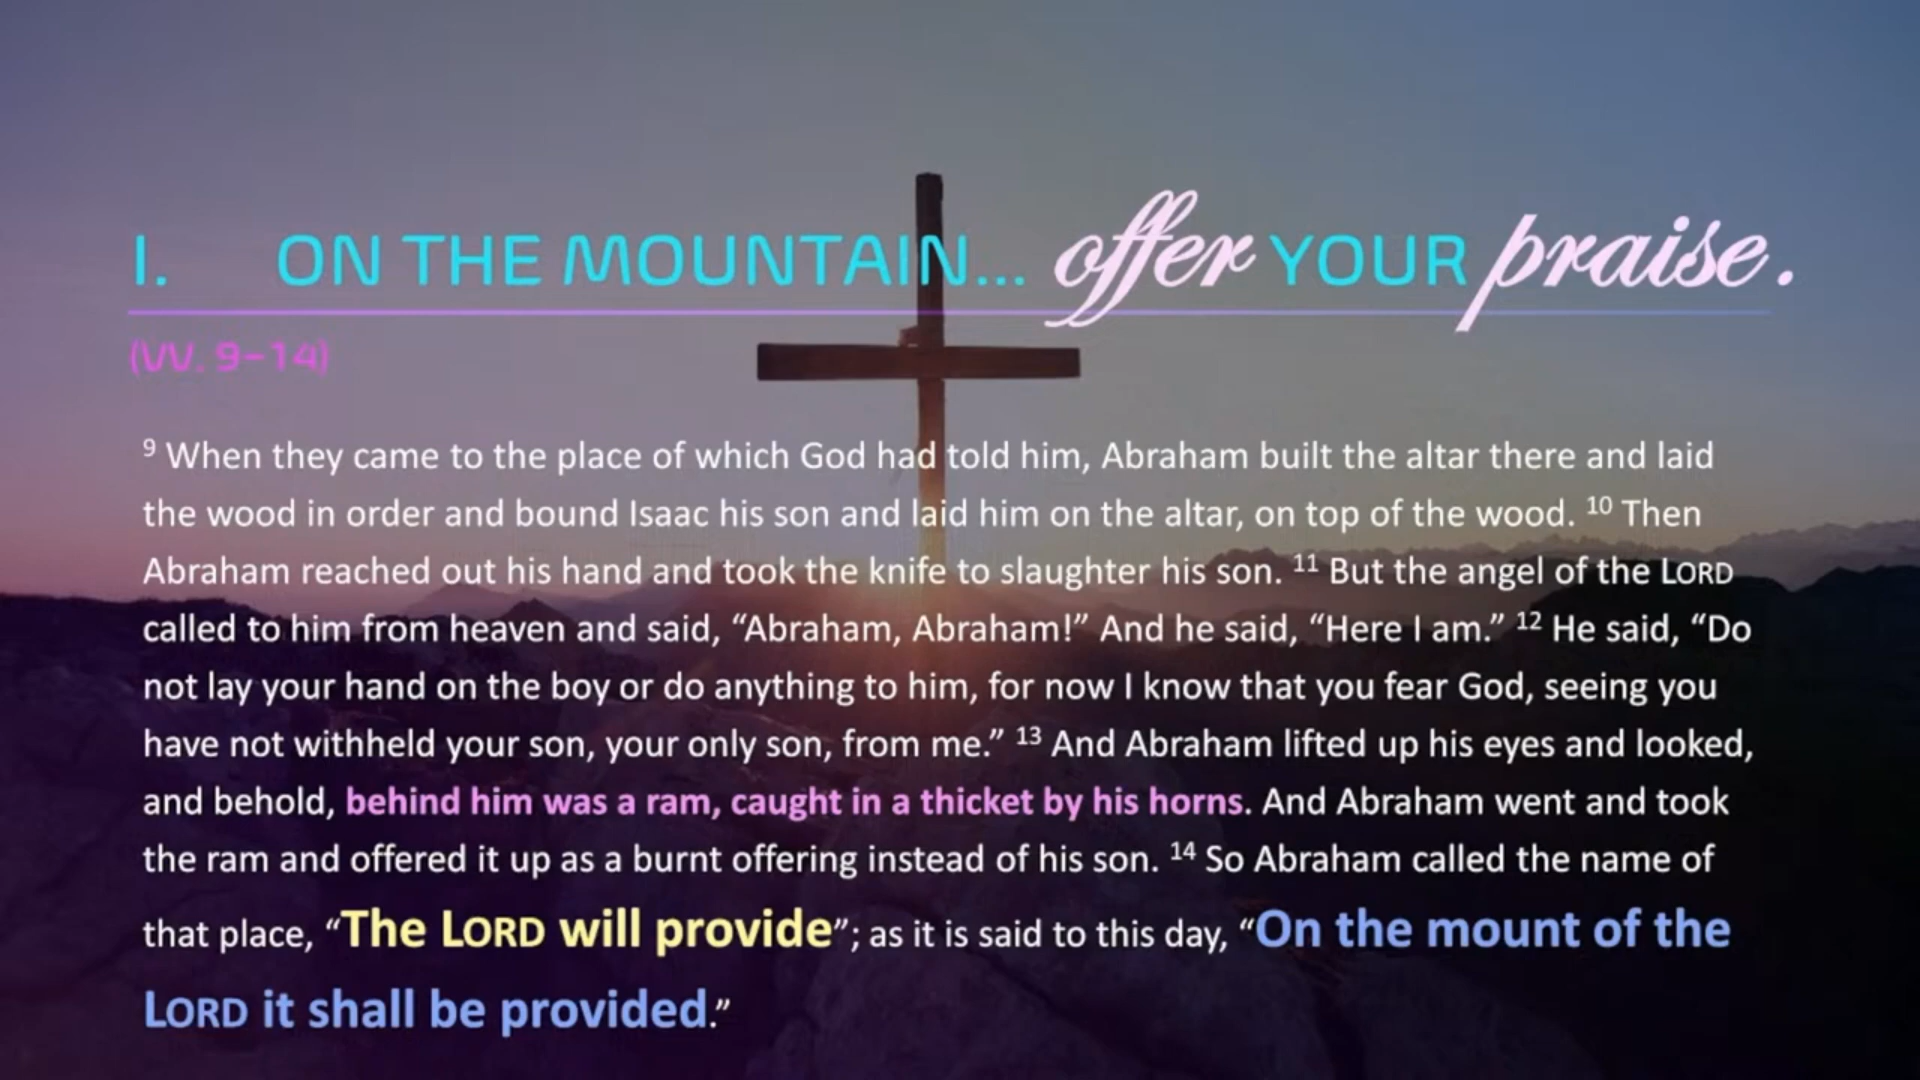 I. ON THE MOUNTAIN... offer YOUR praise.
(VV. 9-14)
9 When they came to the place of which God had told him, Abraham built the altar there and laid
the wood in order and bound Isaac his son and laid him on the altar, on top of the wood. 10 Then
Abraham reached out his hand and took the knife to slaughter his son. 11 But the angel of the LORD
called to him from heaven and said, “Abraham, Abraham!” And he said, “Here I am.” 12 He said, “Do
not lay your hand on the boy or do anything to him, for now I know that you fear God, seeing you
have not withheld your son, your only son, from me.” 13 And Abraham lifted up his eyes and looked,
and behold, behind him was a ram, caught in a thicket by his horns. And Abraham went and took
the ram and offered it up as a burnt offering instead of his son. 14 So Abraham called the name of
that place, “The LORD will provide”; as it is said to this day, “On the mount of the
LORD it shall be provided.”